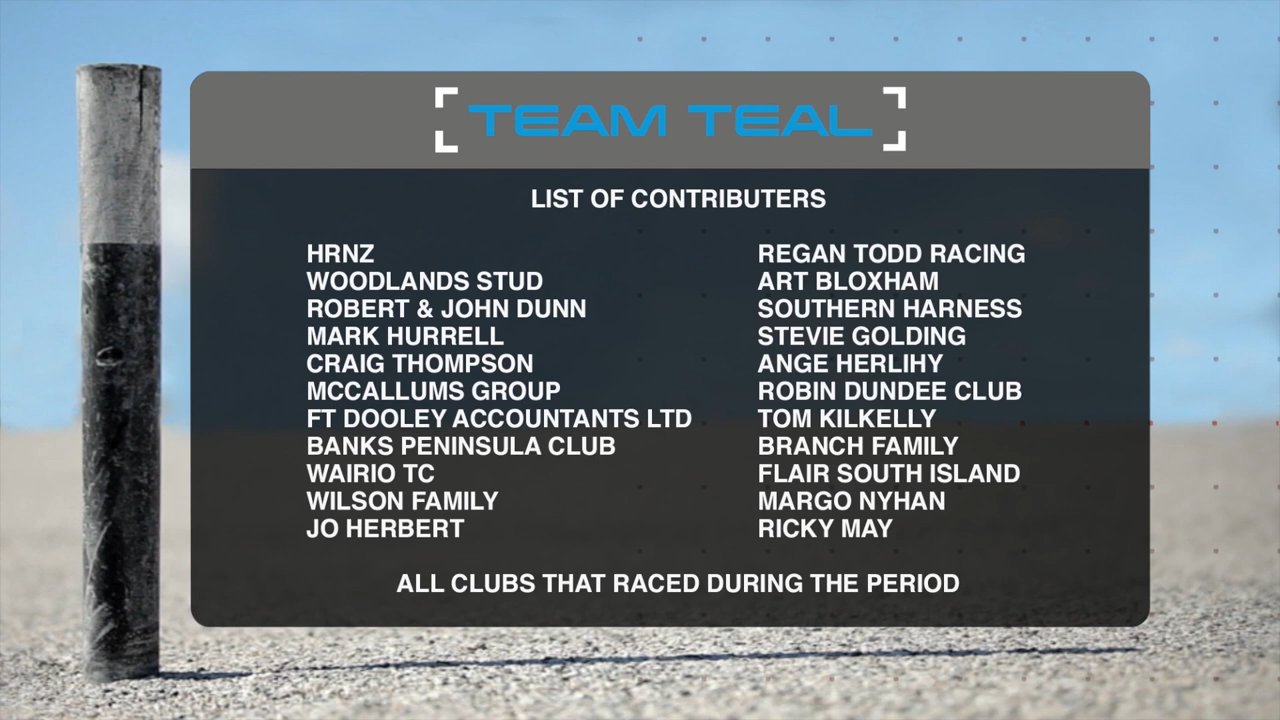 TEAM TEAL
LIST OF CONTRIBUTERS
HRNZ
WOODLANDS STUD
ROBERT & JOHN DUNN
MARK HURRELL
CRAIG THOMPSON
MCCALLUMS GROUP
FT DOOLEY ACCOUNTANTS LTD
BANKS PENINSULA CLUB
WAIRIO TC
WILSON FAMILY
JO HERBERT
REGAN TODD RACING
ART BLOXHAM
SOUTHERN HARNESS
STEVIE GOLDING
ANGE HERLIHY
ROBIN DUNDEE CLUB
TOM KILKELLY
BRANCH FAMILY
FLAIR SOUTH ISLAND
MARGO NYHAN
RICKY MAY
ALL CLUBS THAT RACED DURING THE PERIOD